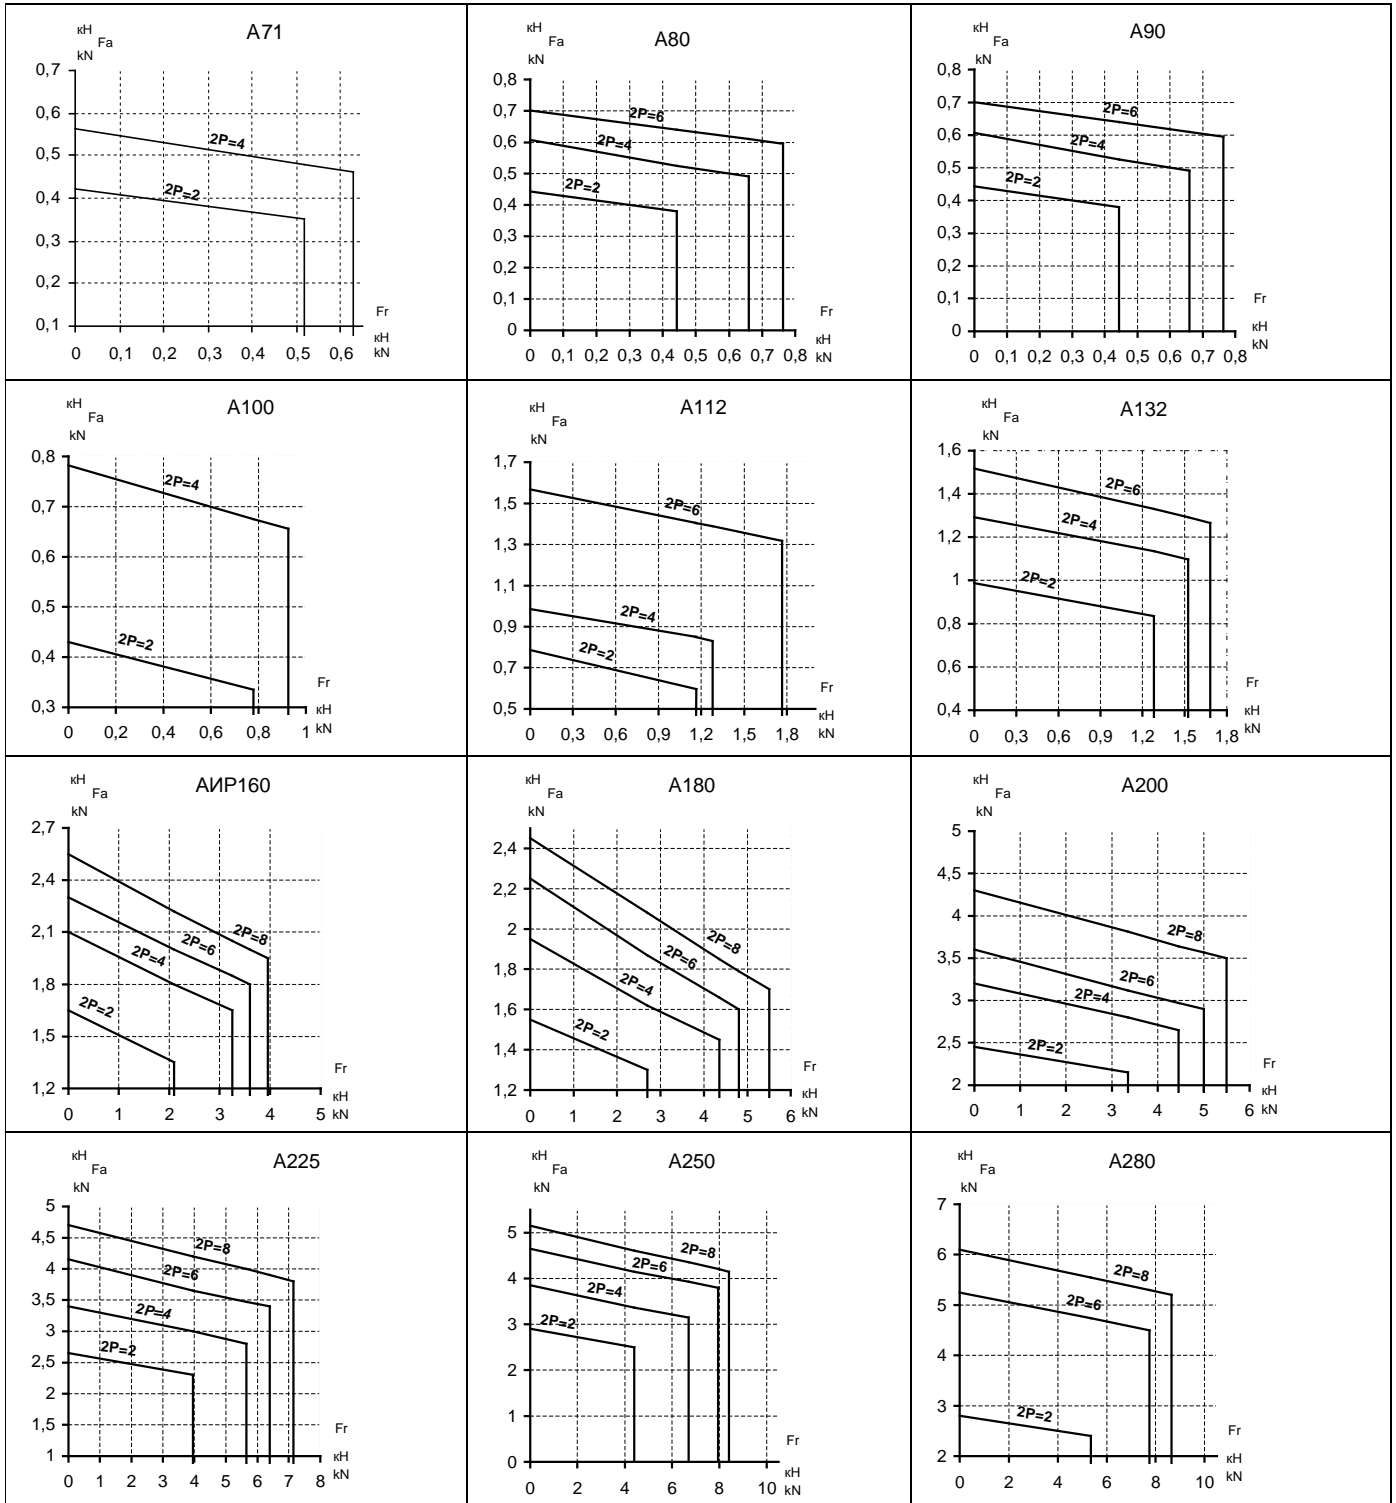 кН
Fa
kN
А71
0,7
0,6
0,5
0,4
0,3
0,2
0,1
2P=4
2P=2
Fr
0 0,1 0,2 0,3 0,4 0,5 0,6
кН
kN
кН
Fa
kN
А80
0,8
0,7
0,6
0,5
0,4
0,3
0,2
0,1
0
2P=6
2P=4
2P=2
Fr
0 0,1 0,2 0,3 0,4 0,5 0,6 0,7 0,8
кН
kN
кН
Fa
kN
А90
0,8
0,7
0,6
0,5
0,4
0,3
0,2
0,1
0
2P=6
2P=4
2P=2
Fr
0 0,1 0,2 0,3 0,4 0,5 0,6 0,7 0,8
кН
kN
кН
Fa
kN
А100
0,8
0,7
0,6
0,5
0,4
0,3
2P=4
2P=2
Fr
0 0,2 0,4 0,6 0,8 1
кН
kN
кН
Fa
kN
А112
1,7
1,5
1,3
1,1
0,9
0,7
0,5
2P=6
2P=4
2P=2
Fr
0 0,3 0,6 0,9 1,2 1,5 1,8
кН
kN
кН
Fa
kN
А132
1,6
1,4
1,2
1
0,8
0,6
0,4
2P=6
2P=4
2P=2
Fr
0 0,3 0,6 0,9 1,2 1,5 1,8
кН
kN
кН
Fa
kN
АИР160
2,7
2,4
2,1
1,8
1,5
1,2
2P=8
2P=6
2P=4
2P=2
Fr
0 1 2 3 4 5
кН
kN
кН
Fa
kN
А180
2,4
2,2
2
1,8
1,6
1,4
1,2
2P=8
2P=6
2P=4
2P=2
Fr
0 1 2 3 4 5 6
кН
kN
кН
Fa
kN
А200
5
4,5
4
3,5
3
2,5
2
2P=8
2P=6
2P=4
2P=2
Fr
0 1 2 3 4 5 6
кН
kN
кН
Fa
kN
А225
5
4,5
4
3,5
3
2,5
2
1,5
1
2P=8
2P=6
2P=4
2P=2
Fr
0 1 2 3 4 5 6 7 8
кН
kN
кН
Fa
kN
А250
5
4
3
2
1
0
2P=8
2P=6
2P=4
2P=2
Fr
0 2 4 6 8 10
кН
kN
кН
Fa
kN
А280
7
6
5
4
3
2
2P=8
2P=6
2P=2
Fr
0 2 4 6 8 10
кН
kN